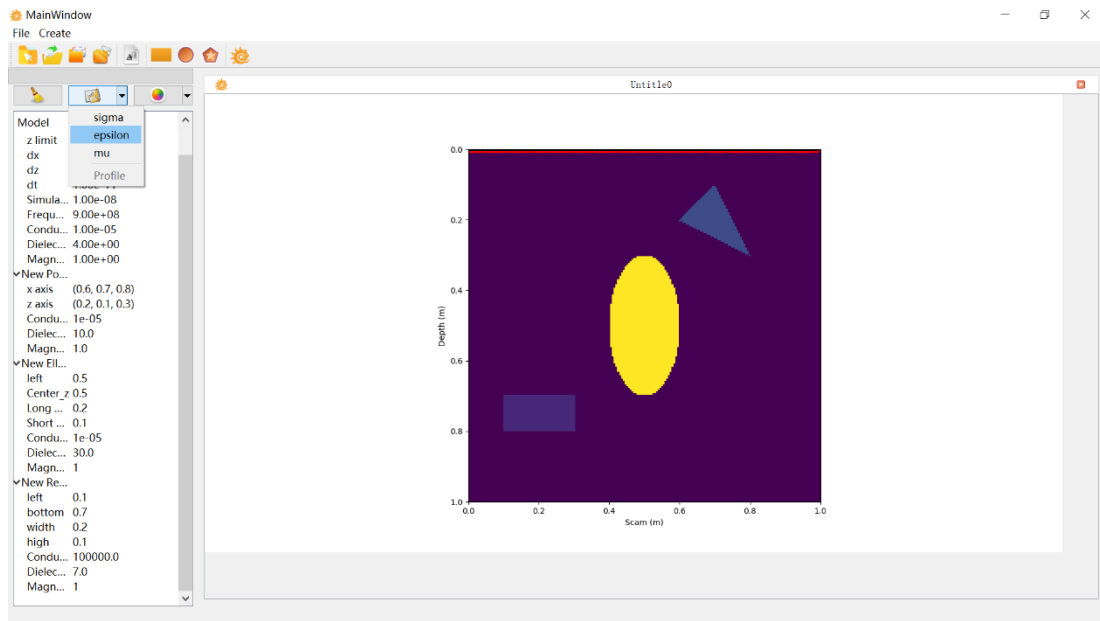 MainWindow
File Create
Untitle0
sigma
epsilon
mu
Profile
Model
z limit
dx
dz
dt
Simula... 1.00e-08
Frequ... 9.00e+08
Condu... 1.00e-05
Dielec... 4.00e+00
Magn... 1.00e+00
New Po...
x axis (0.6, 0.7, 0.8)
z axis (0.2, 0.1, 0.3)
Condu... 1e-05
Dielec... 10.0
Magn... 1.0
New Ell...
left 0.5
Center_z 0.5
Long ... 0.2
Short ... 0.1
Condu... 1e-05
Dielec... 30.0
Magn... 1
New Re...
left 0.1
bottom 0.7
width 0.2
high 0.1
Condu... 100000.0
Dielec... 7.0
Magn... 1
0.0
0.2
0.4
0.6
0.8
1.0
Depth (m)
0.0 0.2 0.4 0.6 0.8 1.0
Scam (m)